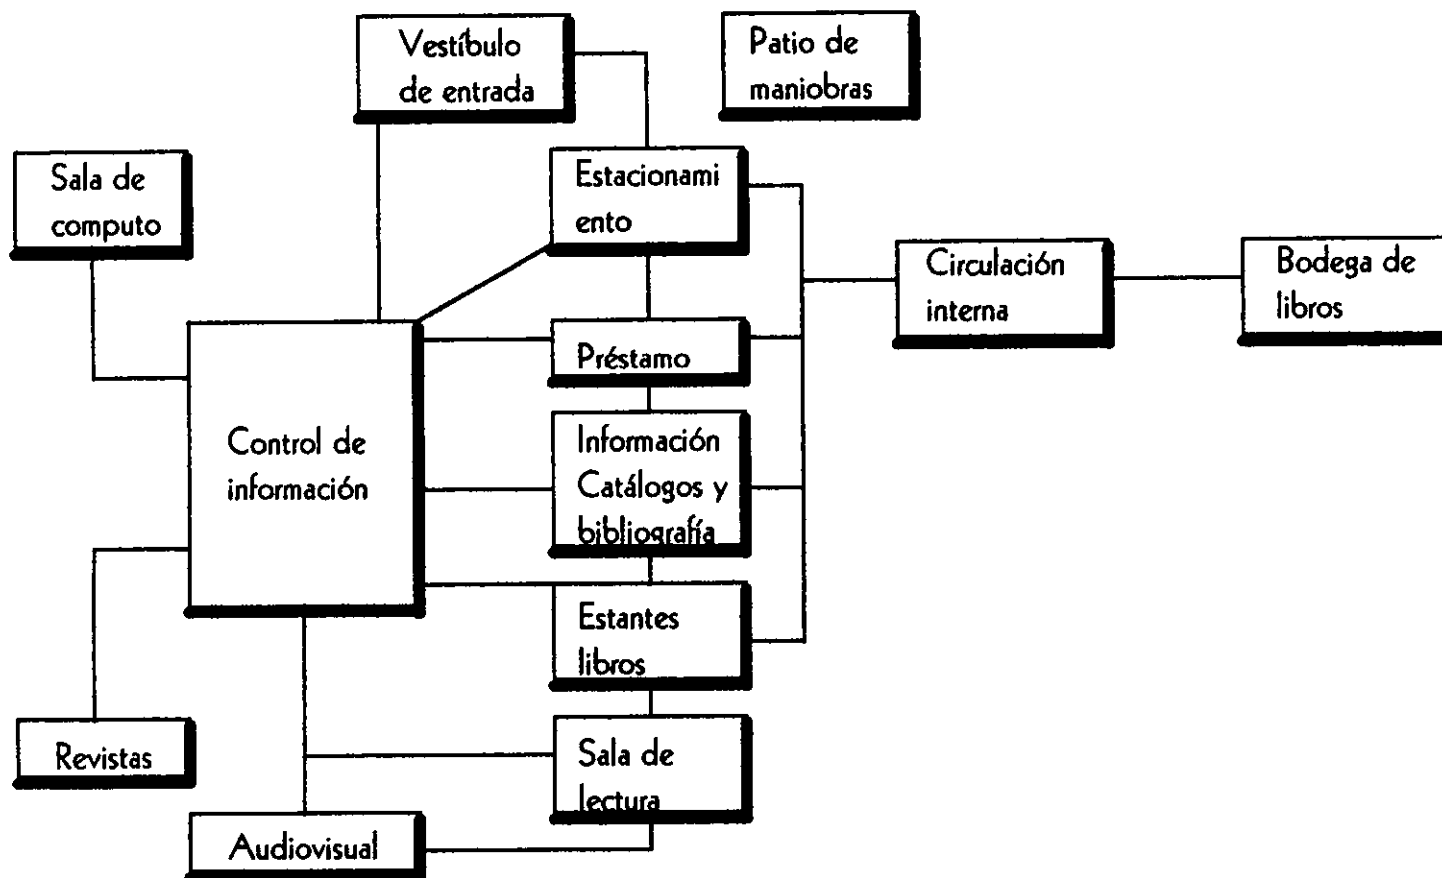 Vestíbulo
de entrada
Patio de
maniobras
Sala de
computo
Estacionami
ento
Circulación
interna
Bodega de
libros
Préstamo
Control de
información
Información
Catálogos y
bibliografía
Estantes
libros
Revistas
Sala de
lectura
Audiovisual